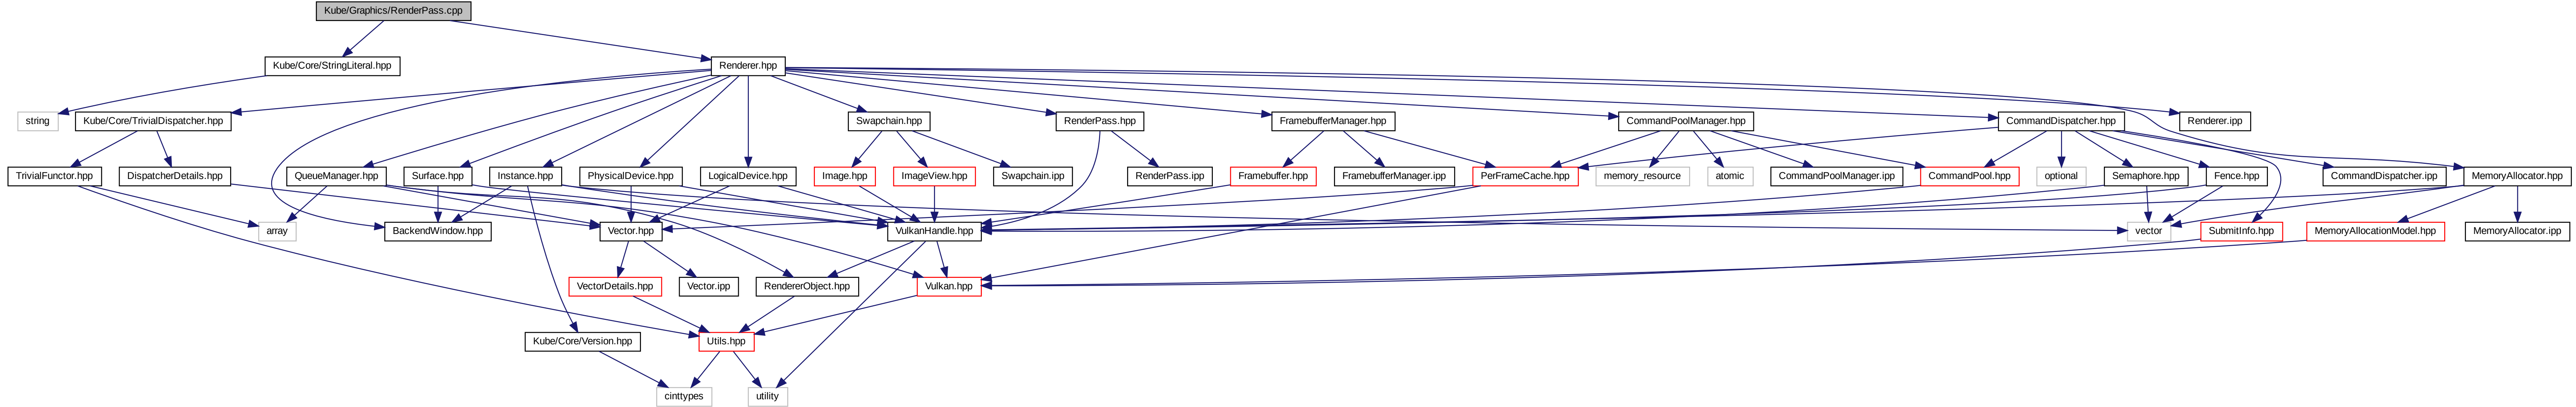 Kube/Graphics/RenderPass.cpp
Kube/Core/StringLiteral.hpp
Renderer.hpp
string
Kube/Core/TrivialDispatcher.hpp
Swapchain.hpp
RenderPass.hpp
FramebufferManager.hpp
CommandPoolManager.hpp
CommandDispatcher.hpp
Renderer.ipp
TrivialFunctor.hpp
DispatcherDetails.hpp
QueueManager.hpp
Surface.hpp
Instance.hpp
PhysicalDevice.hpp
LogicalDevice.hpp
Image.hpp
ImageView.hpp
Swapchain.ipp
RenderPass.ipp
Framebuffer.hpp
FramebufferManager.ipp
PerFrameCache.hpp
memory_resource
atomic
CommandPoolManager.ipp
CommandPool.hpp
optional
Semaphore.hpp
Fence.hpp
CommandDispatcher.ipp
MemoryAllocator.hpp
array
BackendWindow.hpp
Vector.hpp
VulkanHandle.hpp
vector
SubmitInfo.hpp
MemoryAllocationModel.hpp
MemoryAllocator.ipp
VectorDetails.hpp
Vector.ipp
RendererObject.hpp
Vulkan.hpp
Kube/Core/Version.hpp
Utils.hpp
cinttypes
utility